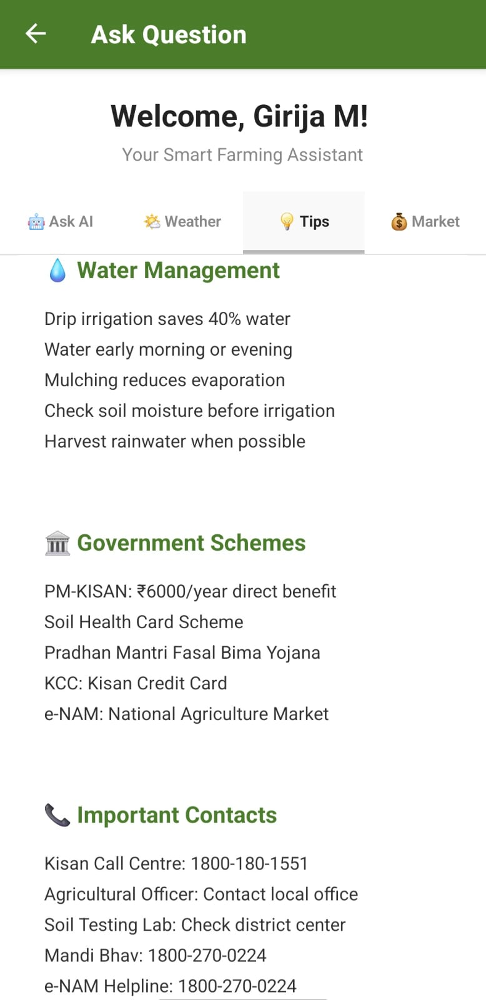 Ask Question
Welcome, Girija M!
Your Smart Farming Assistant
Ask AI
Weather
Tips
Market
Water Management
Drip irrigation saves 40% water
Water early morning or evening
Mulching reduces evaporation
Check soil moisture before irrigation
Harvest rainwater when possible
Government Schemes
PM-KISAN: ₹6000/year direct benefit
Soil Health Card Scheme
Pradhan Mantri Fasal Bima Yojana
KCC: Kisan Credit Card
e-NAM: National Agriculture Market
Important Contacts
Kisan Call Centre: 1800-180-1551
Agricultural Officer: Contact local office
Soil Testing Lab: Check district center
Mandi Bhav: 1800-270-0224
e-NAM Helpline: 1800-270-0224